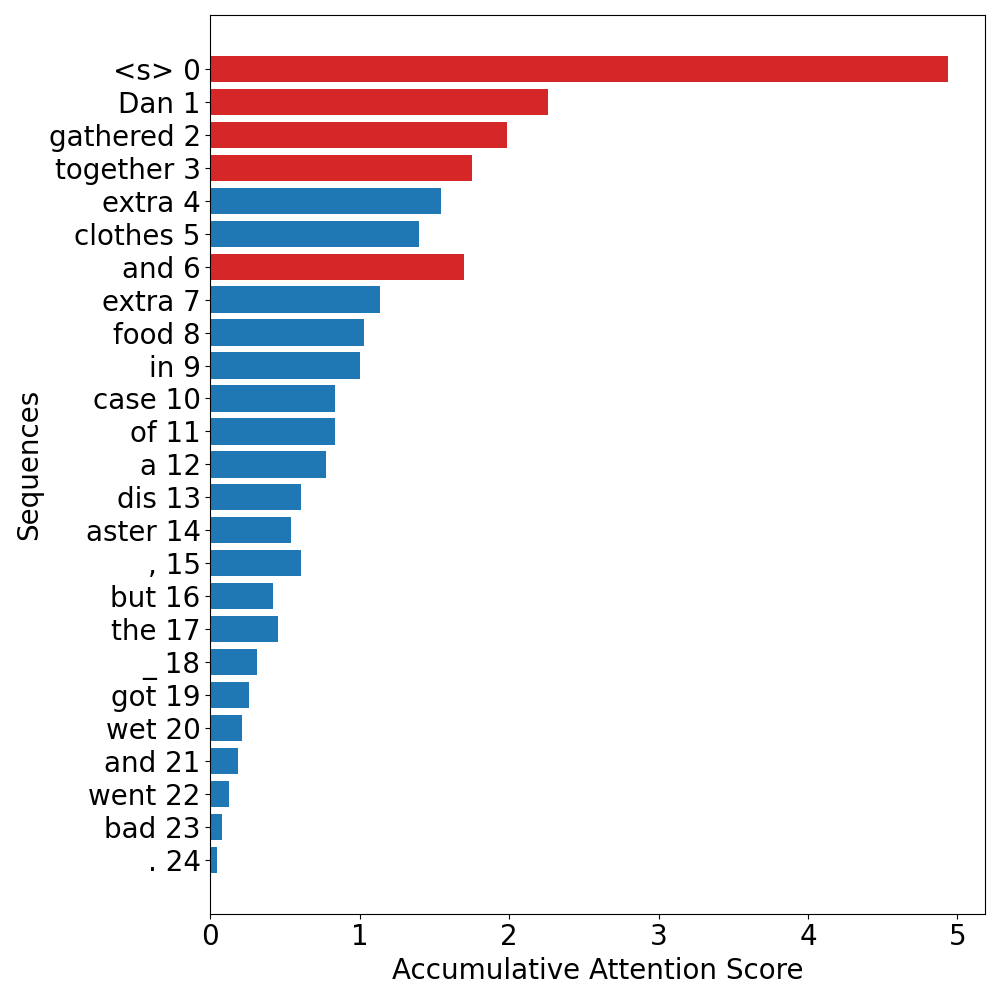 <s> 0
Dan 1
gathered 2
together 3
extra 4
clothes 5
and 6
extra 7
food 8
in 9
case 10
of 11
a 12
dis 13
aster 14
, 15
but 16
the 17
_ 18
got 19
wet 20
and 21
went 22
bad 23
. 24
Sequences
0 1 2 3 4 5
Accumulative Attention Score